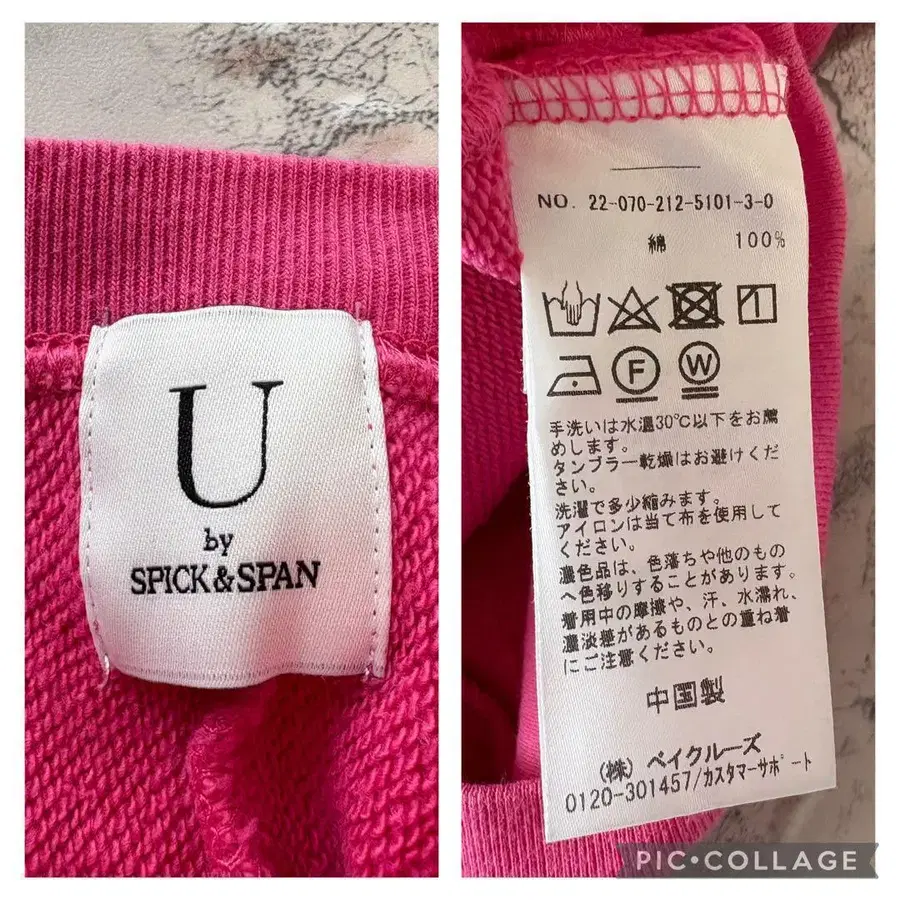 U
by
SPICK&SPAN
NO. 22-070-212-5101-3-0
綿 100%
F W
手洗いは水温30℃以下をお薦
めします。
タンブラー乾燥はお避けくだ
さい。
洗濯で多少縮みます。
アイロンは当て布を使用して
ください。
濃色品は、色落ちや他のもの
へ色移りすることがあります。
着用中の摩擦や、汗、水濡れ、
濃淡差があるものとの重ね着
にご注意ください。
中国製
(株) ベイクルーズ
0120-301457/カスタマーサポート
PIC•COLLAGE